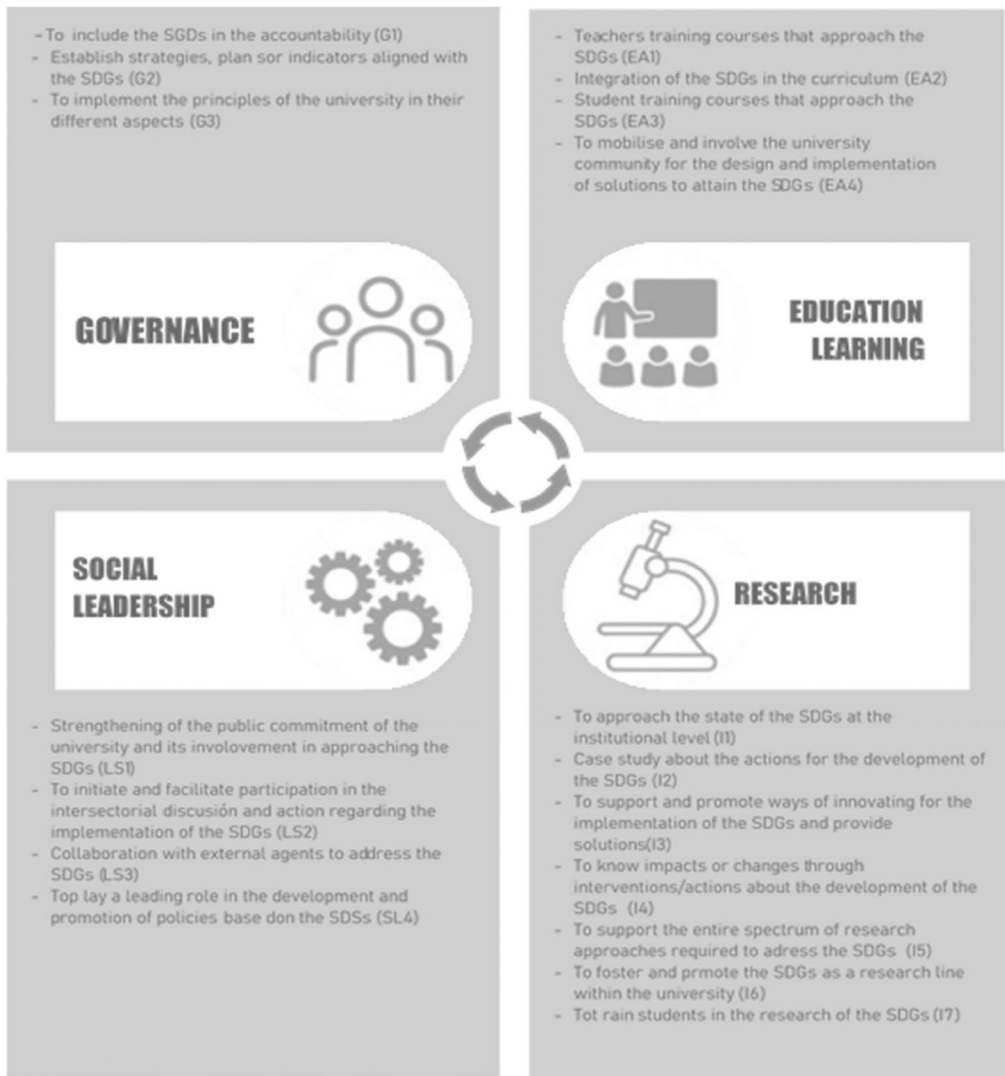 -To include the SGDs in the accountability (G1)
- Establish strategies, plan sor indicators aligned with
the SDGs (G2)
- To implement the principles of the university in their
different aspects (G3)
GOVERNANCE
- Teachers training courses that approach the
SDGs (EA1)
- Integration of the SDGs in the curriculum (EA2)
- Student training courses that approach the
SDGs (EA3)
- To mobilise and involve the university
community for the design and implementation
of solutions to attain the SDGs (EA4)
EDUCATION
LEARNING
SOCIAL
LEADERSHIP
- Strengthening of the public commitment of the
university and its involovement in approaching the
SDGs (LS1)
- To initiate and facilitate participation in the
intersectorial discusión and action regarding the
implementation of the SDGs (LS2)
- Collaboration with external agents to address the
SDGs (LS3)
- Top lay a leading role in the development and
promotion of policies base don the SDSs (SL4)
RESEARCH
- To approach the state of the SDGs at the
institutional level (I1)
- Case study about the actions for the development of
the SDGs (I2)
- To support and promote ways of innovating for the
implementation of the SDGs and provide
solutions(I3)
- To know impacts or changes through
interventions/actions about the development of the
SDGs (I4)
- To support the entire spectrum of research
approaches required to adress the SDGs (I5)
- To foster and prmote the SDGs as a research line
within the university (I6)
- Tot rain students in the research of the SDGs (I7)